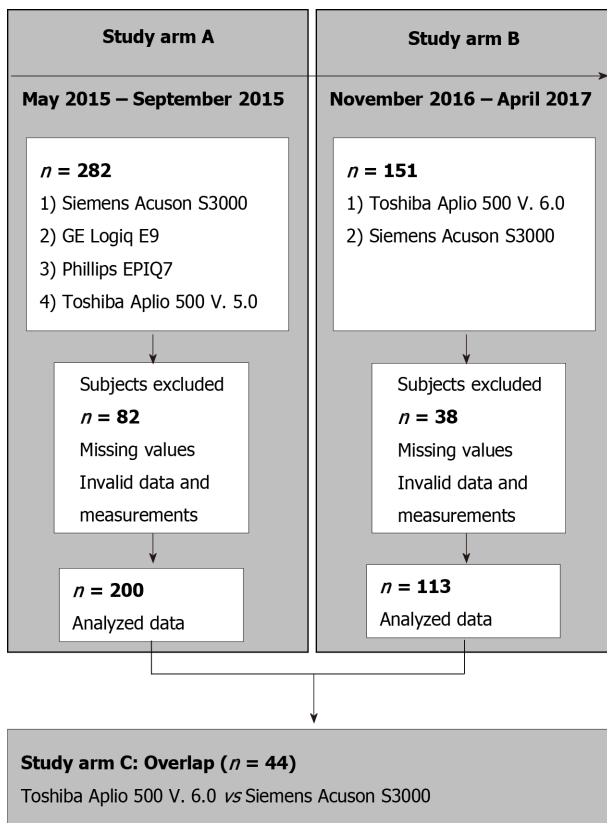 Study arm A
May 2015 – September 2015
n = 282
1) Siemens Acuson S3000
2) GE Logiq E9
3) Phillips EPIQ7
4) Toshiba Aplio 500 V. 5.0
Subjects excluded
n = 82
Missing values
Invalid data and
measurements
n = 200
Analyzed data
Study arm B
November 2016 – April 2017
n = 151
1) Toshiba Aplio 500 V. 6.0
2) Siemens Acuson S3000
Subjects excluded
n = 38
Missing values
Invalid data and
measurements
n = 113
Analyzed data
Study arm C: Overlap (n = 44)
Toshiba Aplio 500 V. 6.0 vs Siemens Acuson S3000